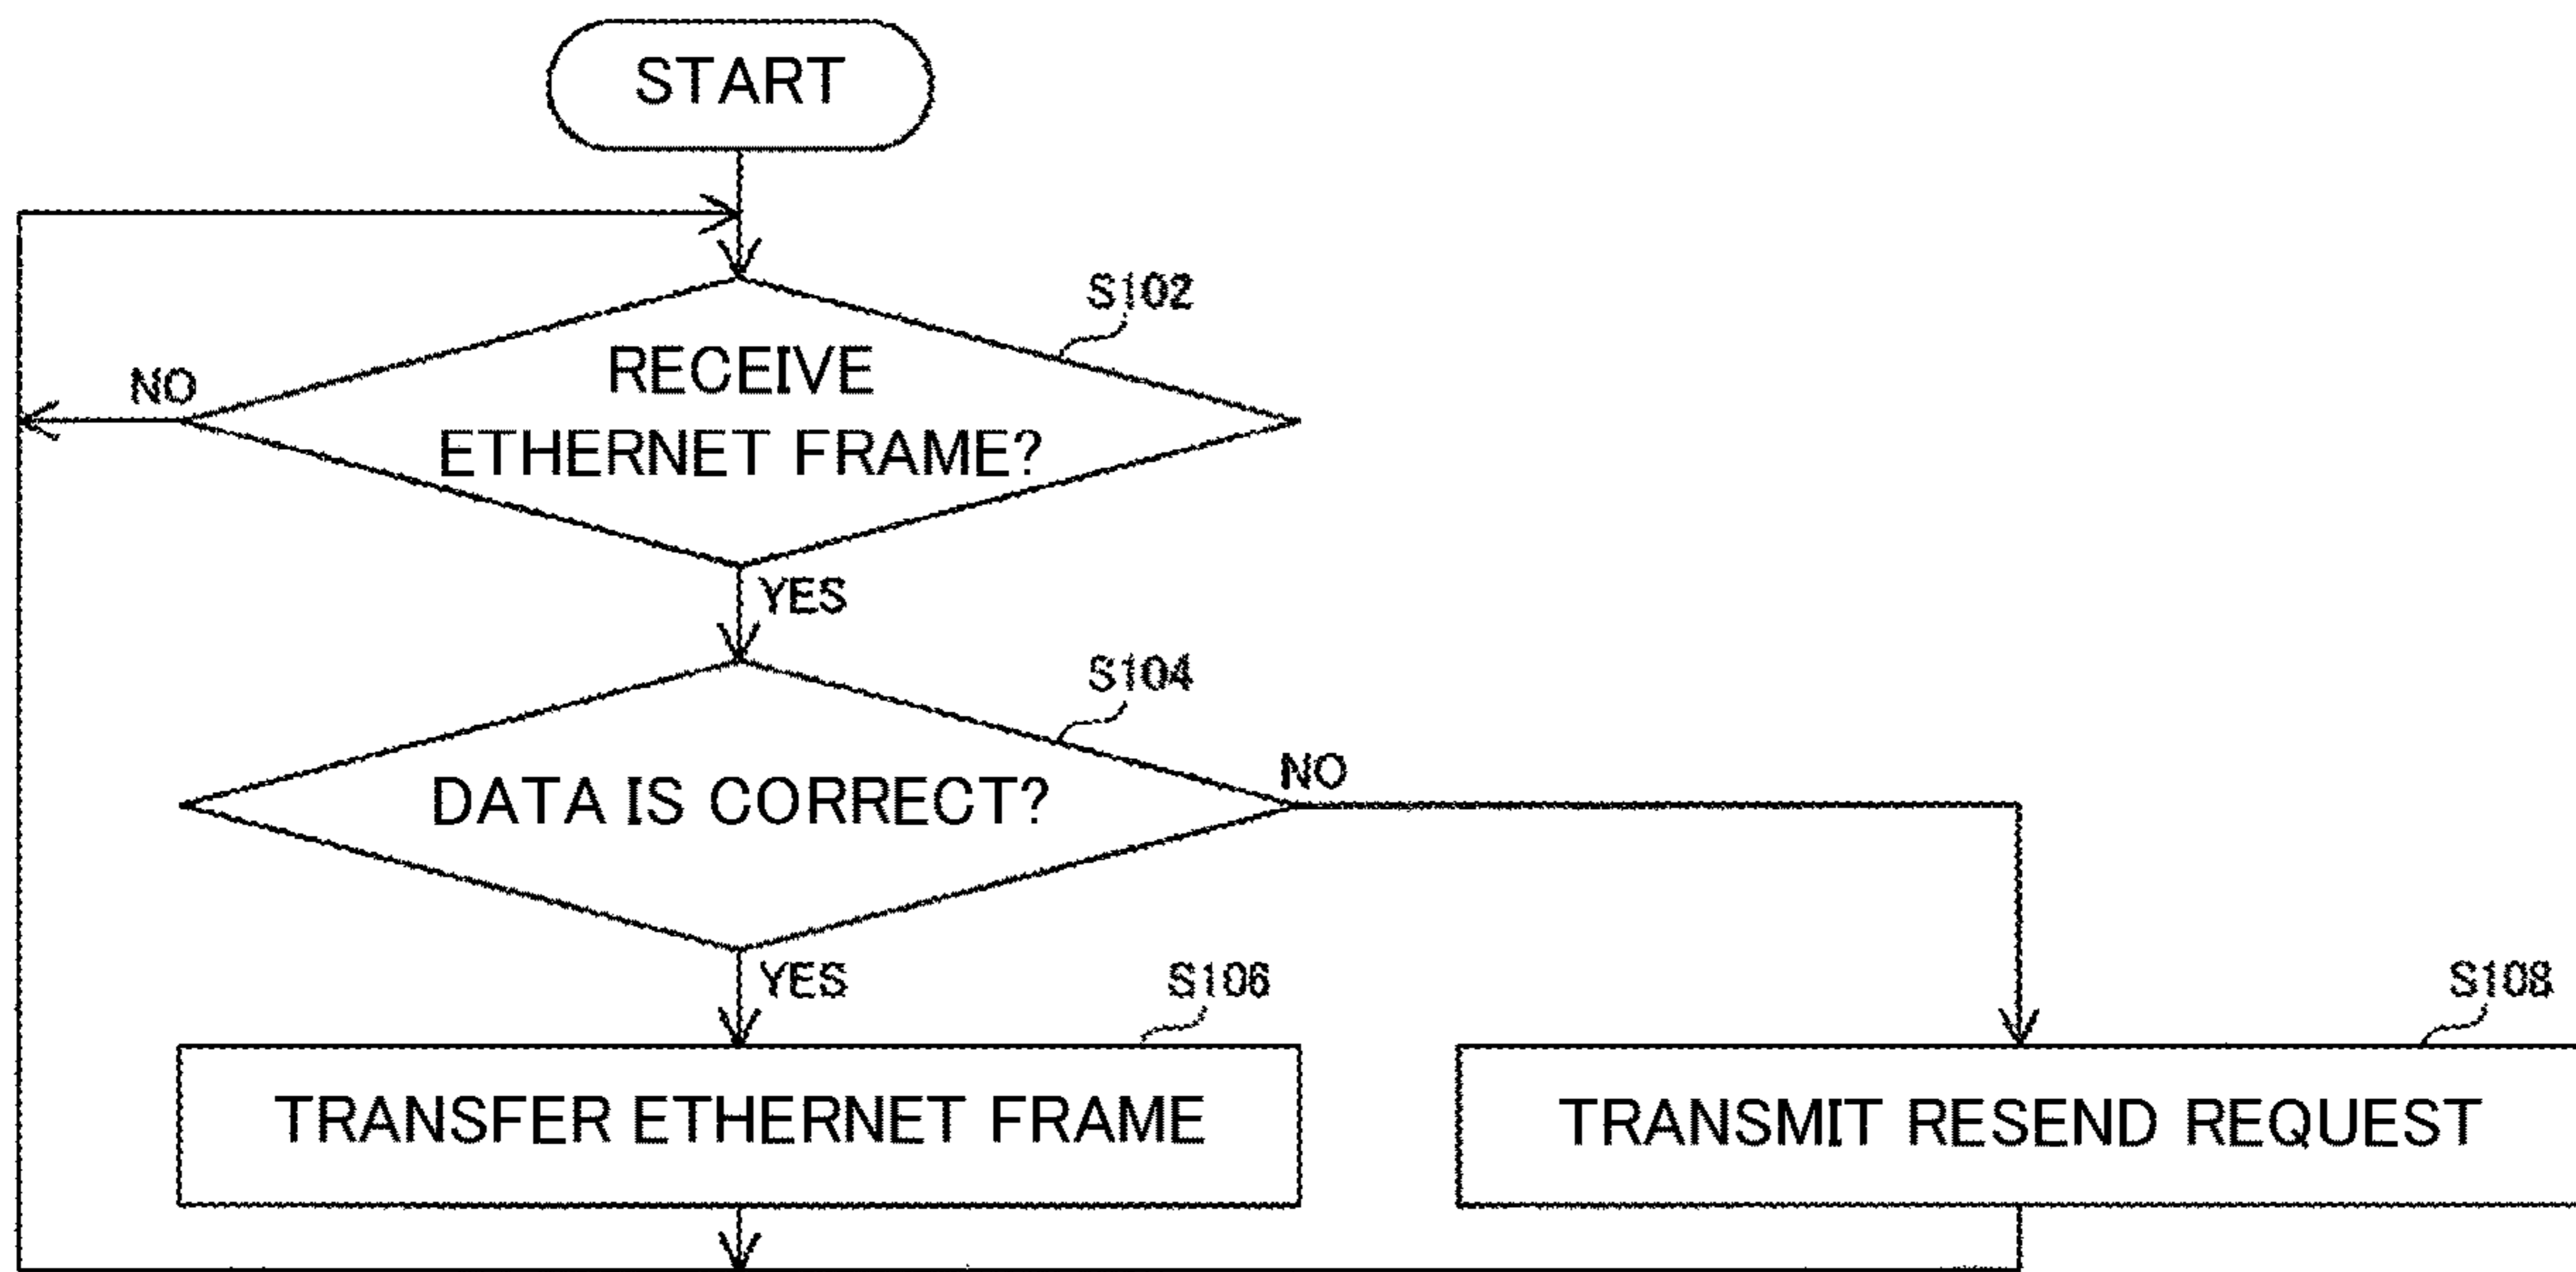 START
S102
RECEIVE
ETHERNET FRAME?
NO
YES
S104
DATA IS CORRECT?
NO
YES
S106
TRANSFER ETHERNET FRAME
S108
TRANSMIT RESEND REQUEST